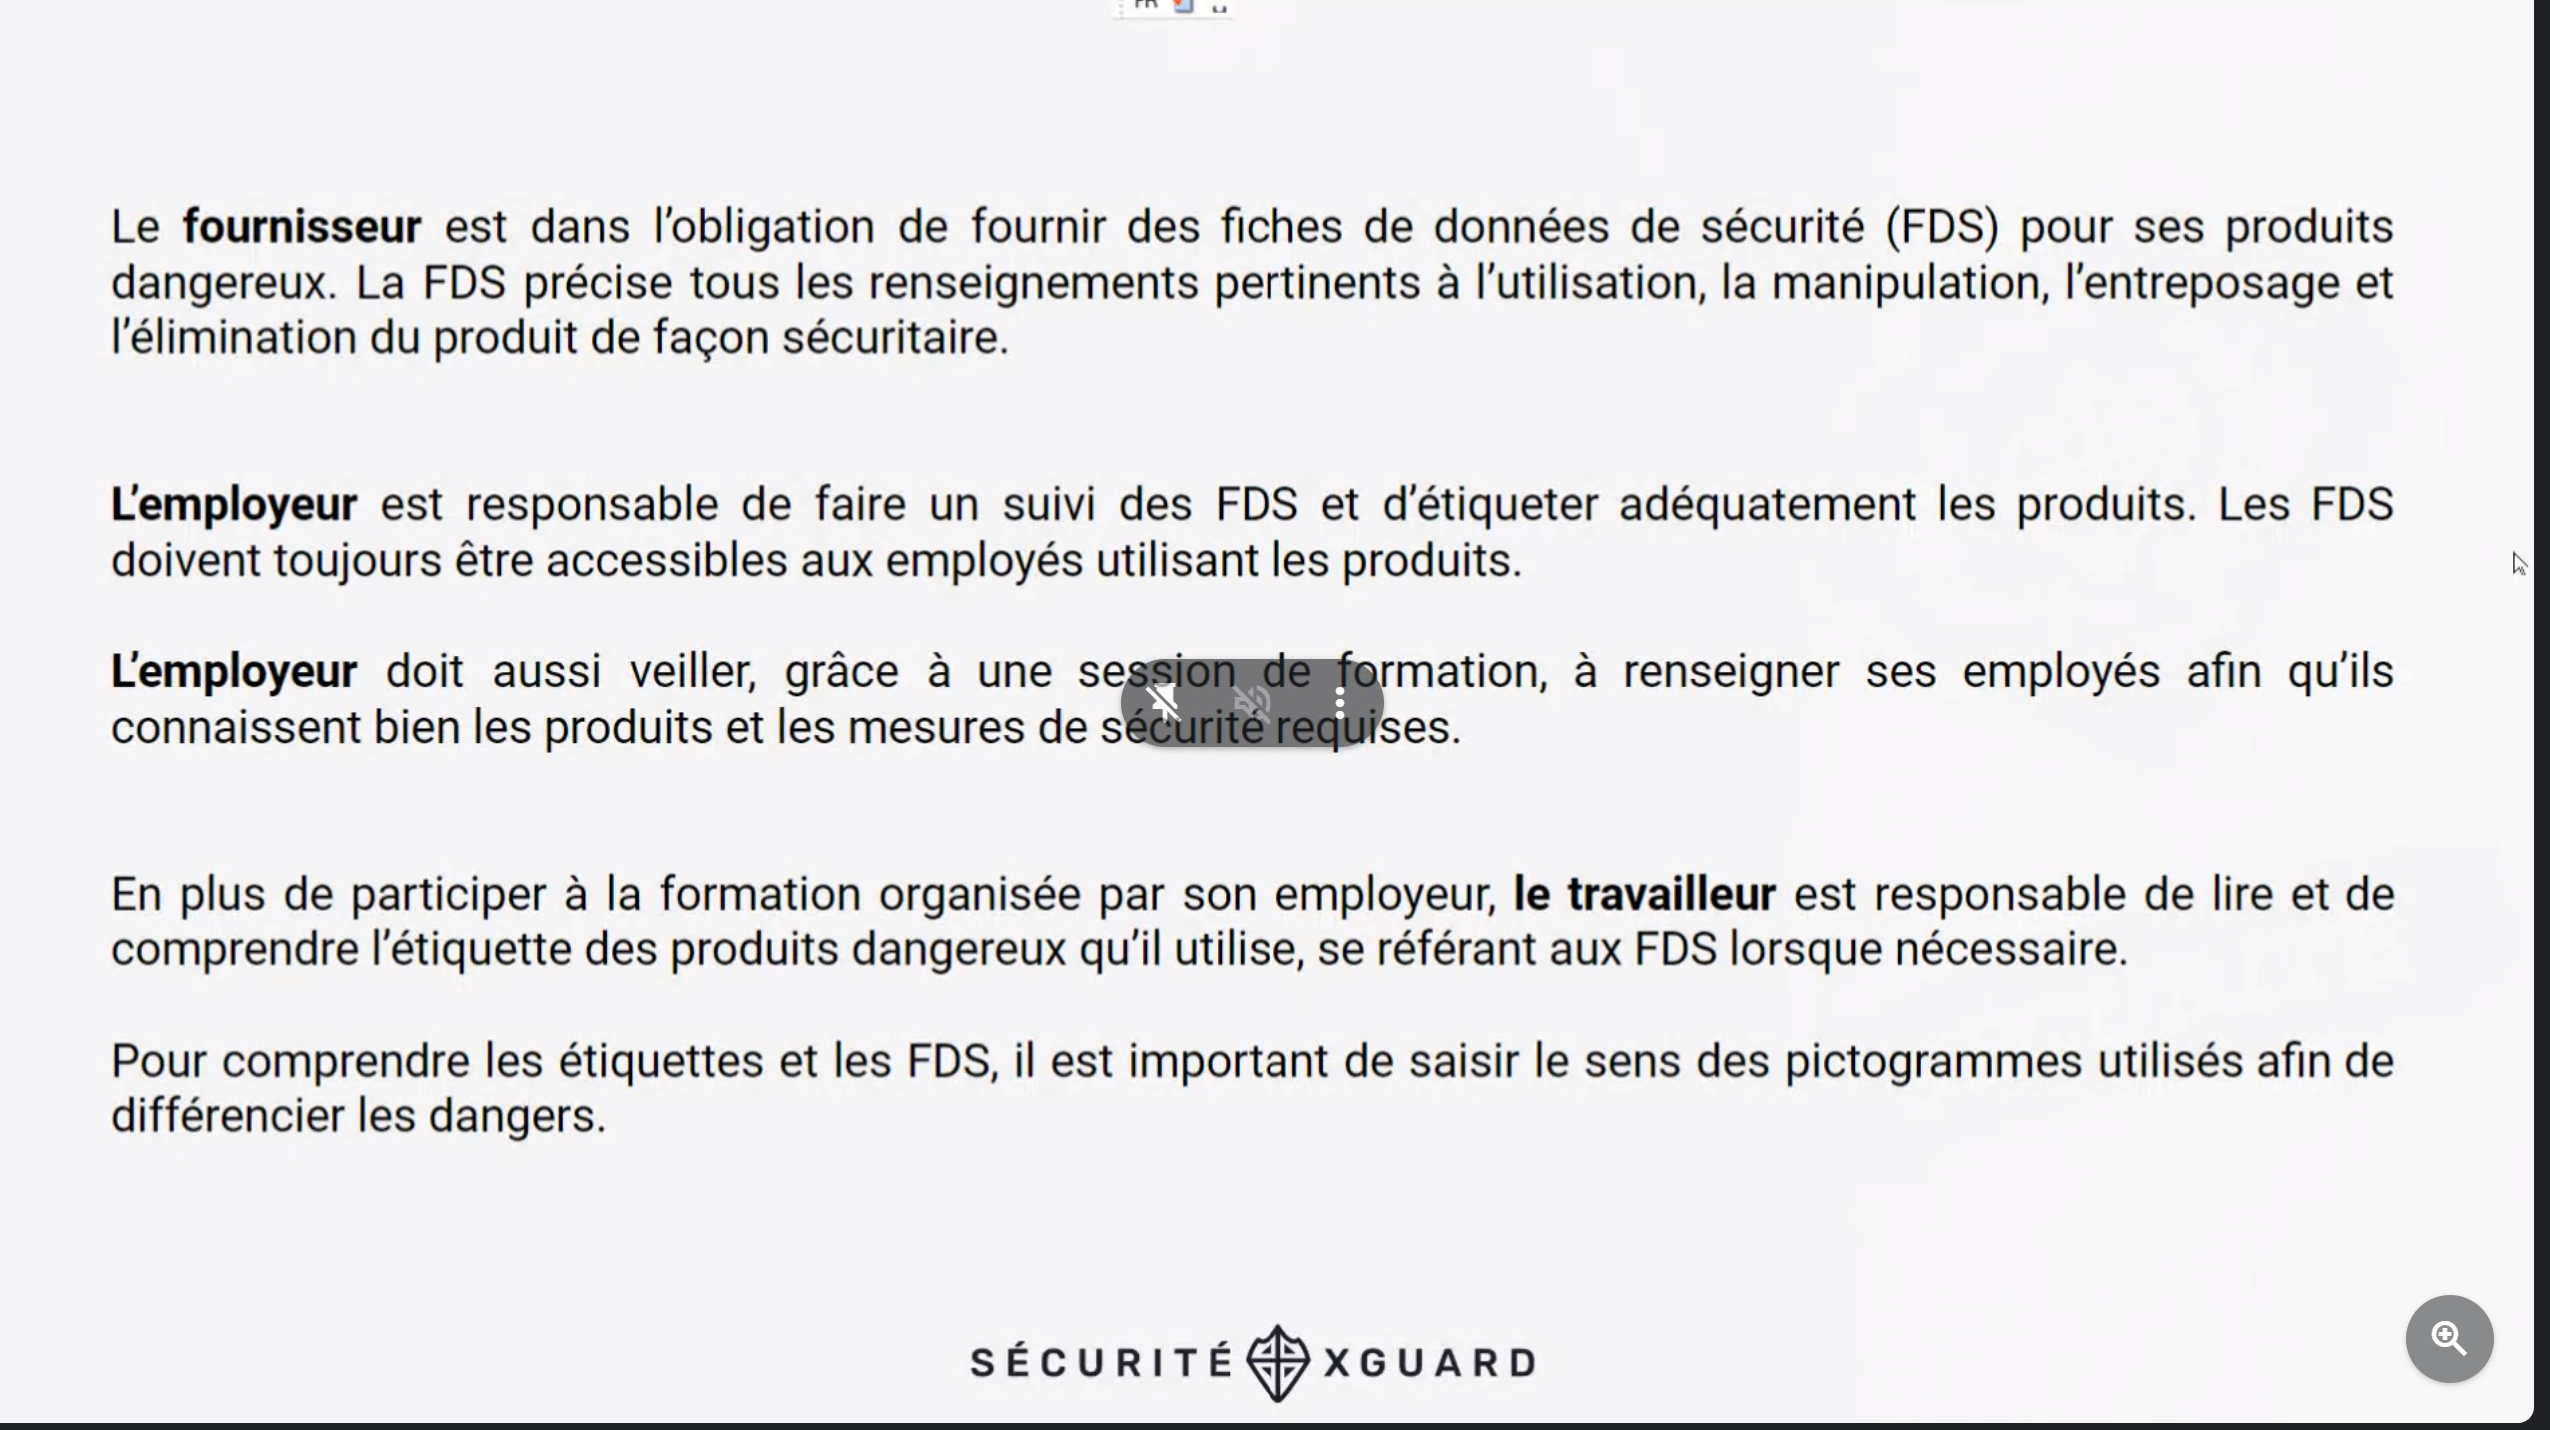 FR
Le fournisseur est dans l’obligation de fournir des fiches de données de sécurité (FDS) pour ses produits
dangereux. La FDS précise tous les renseignements pertinents à l’utilisation, la manipulation, l’entreposage et
l’élimination du produit de façon sécuritaire.
L’employeur est responsable de faire un suivi des FDS et d’étiqueter adéquatement les produits. Les FDS
doivent toujours être accessibles aux employés utilisant les produits.
L’employeur doit aussi veiller, grâce à une session de formation, à renseigner ses employés afin qu’ils
connaissent bien les produits et les mesures de sécurité requises.
En plus de participer à la formation organisée par son employeur, le travailleur est responsable de lire et de
comprendre l’étiquette des produits dangereux qu’il utilise, se référant aux FDS lorsque nécessaire.
Pour comprendre les étiquettes et les FDS, il est important de saisir le sens des pictogrammes utilisés afin de
différencier les dangers.
SÉCURITÉ XGUARD